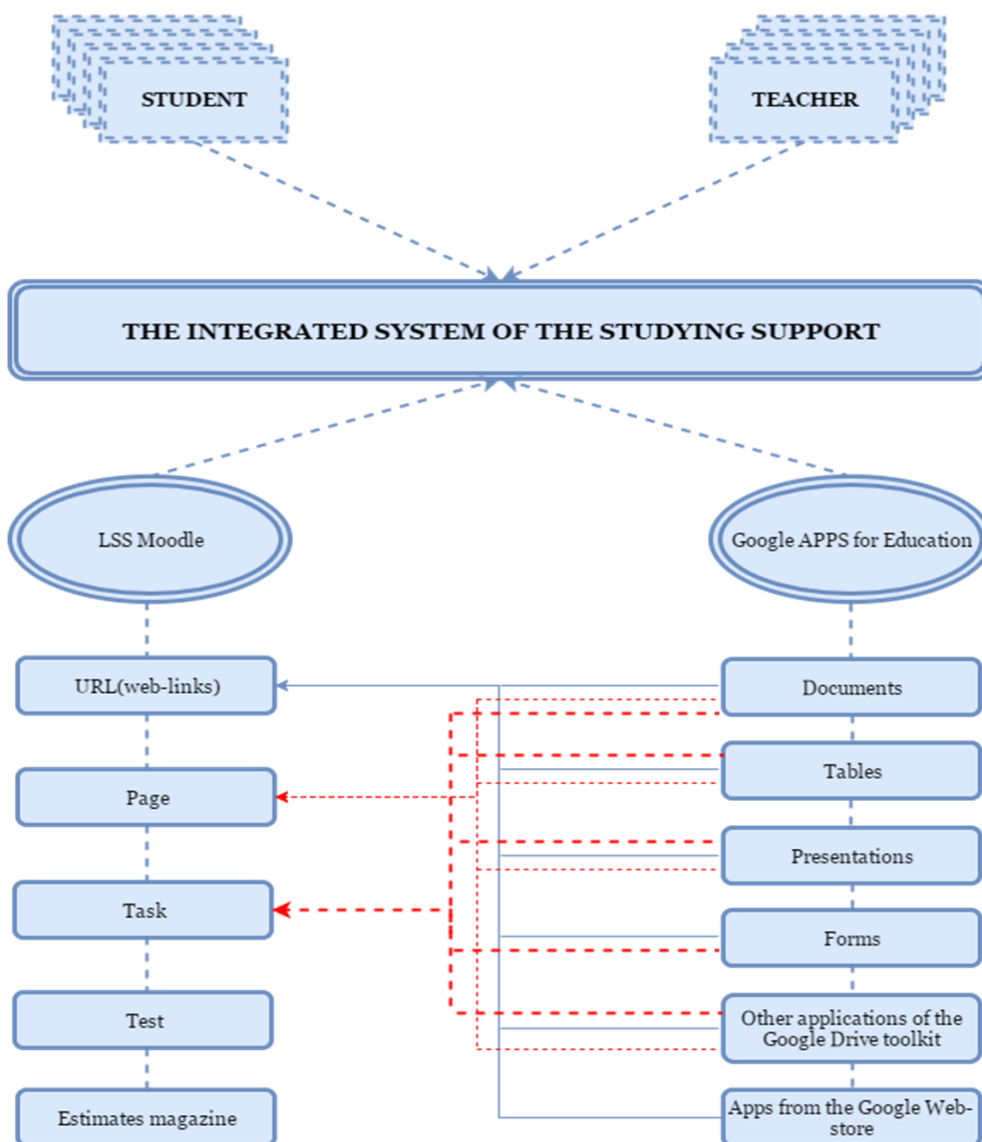 STUDENT
TEACHER
THE INTEGRATED SYSTEM OF THE STUDYING SUPPORT
LSS Moodle
Google APPS for Education
URL(web-links)
Documents
Page
Tables
Presentations
Task
Forms
Test
Other applications of the
Google Drive toolkit
Estimates magazine
Apps from the Google Web-
store